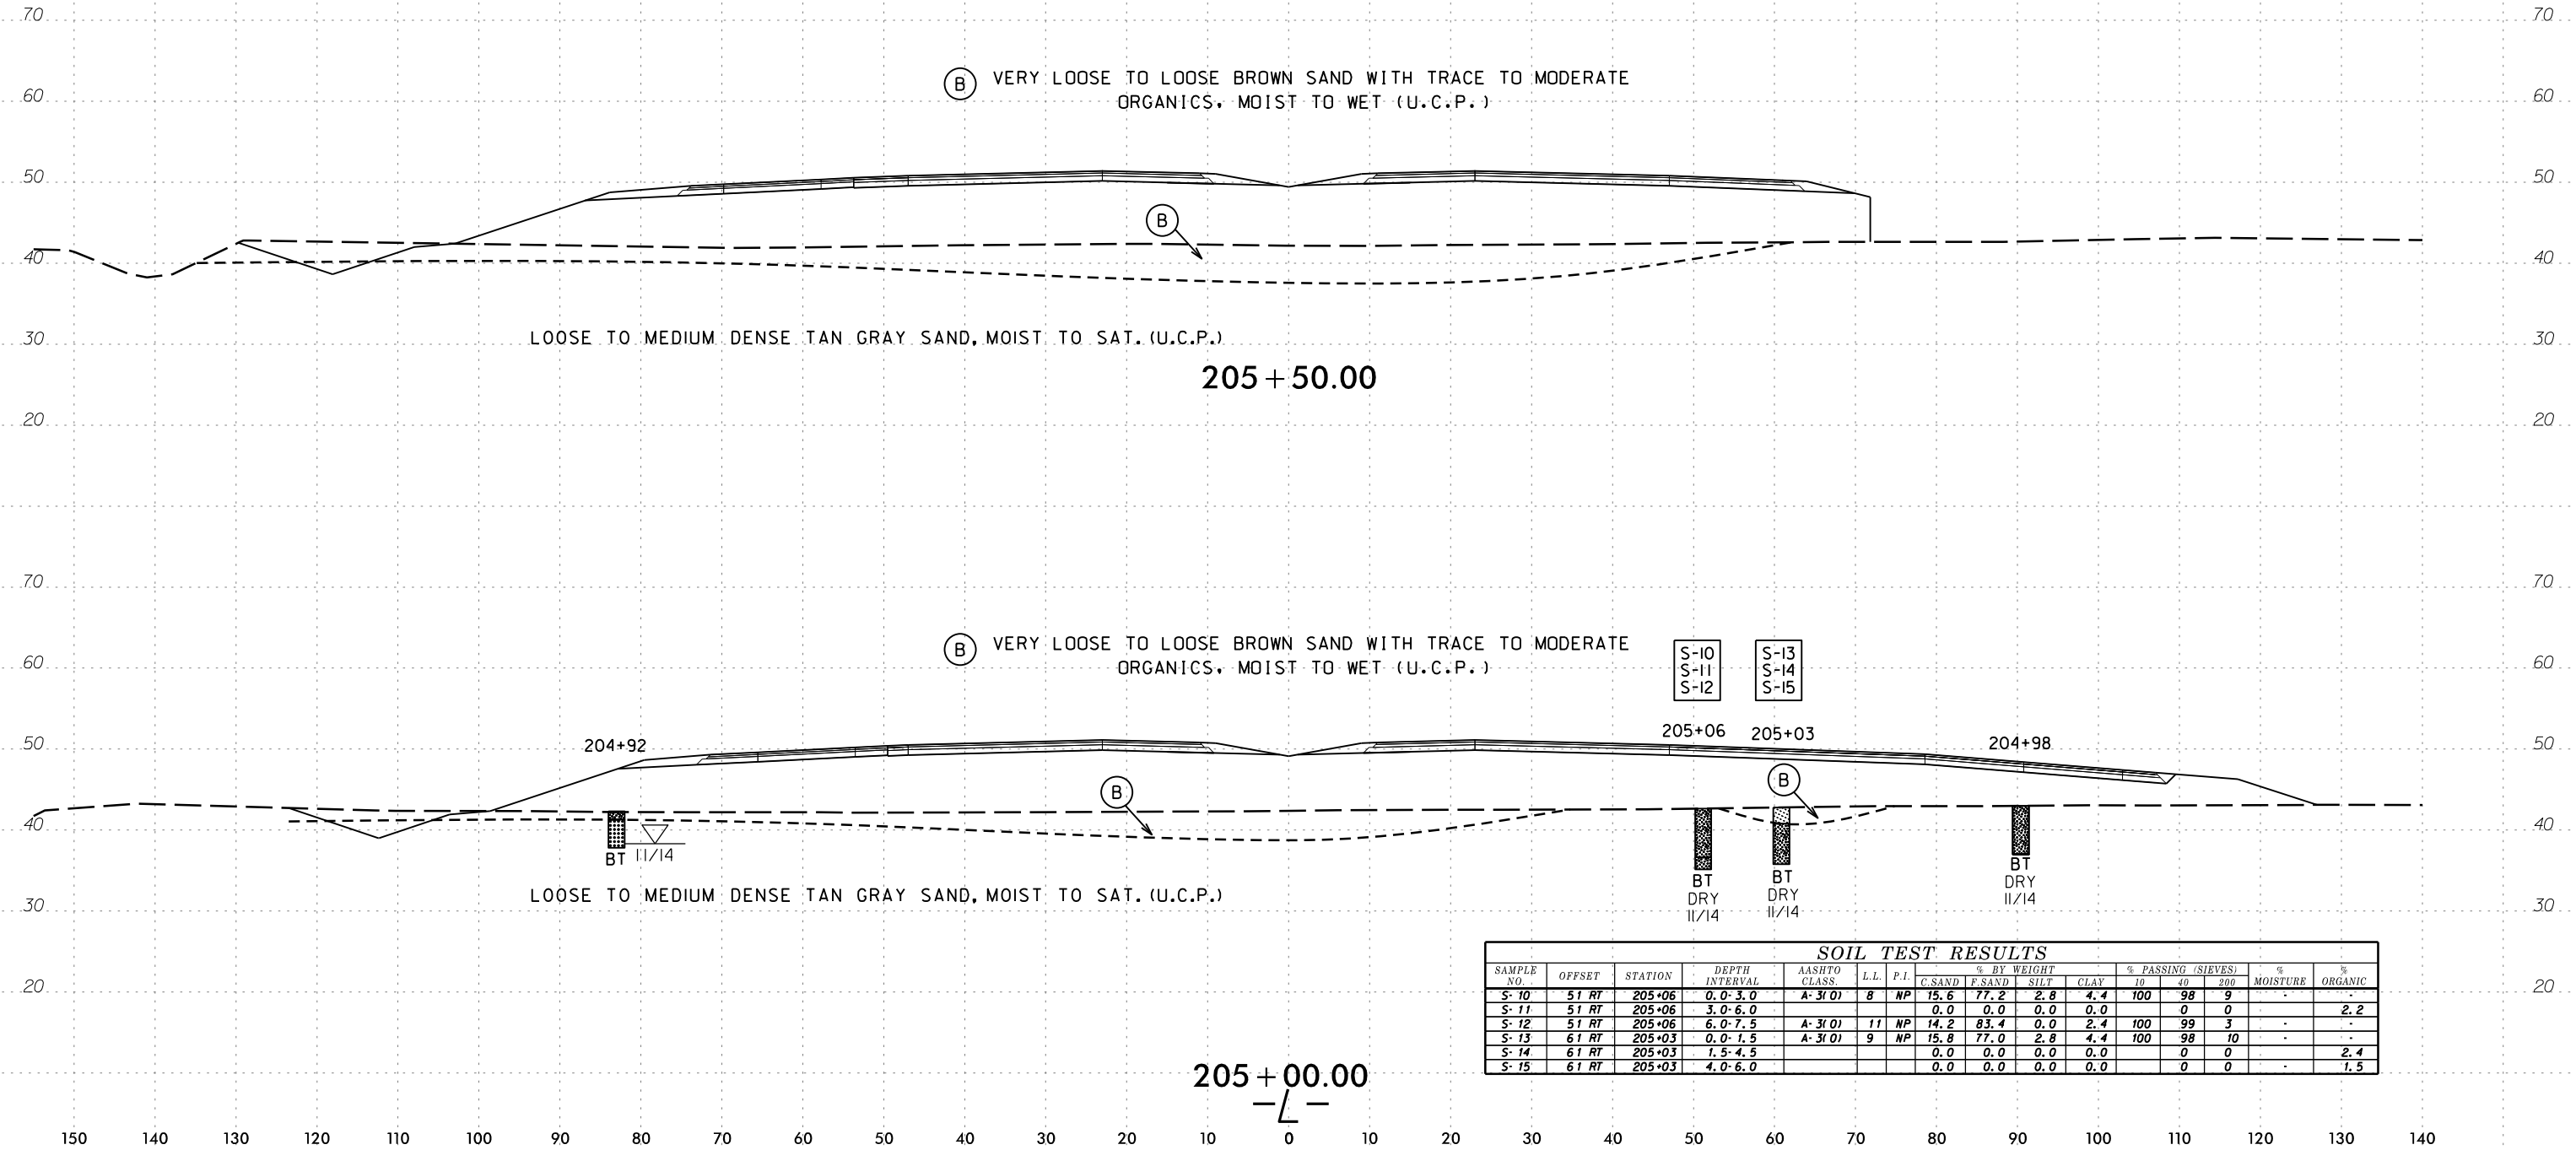 70 70
Ⓑ VERY LOOSE TO LOOSE BROWN SAND WITH TRACE TO MODERATE
60 ORGANICS, MOIST TO WET (U.C.P.) 60
50 50
B
40 40
30 LOOSE TO MEDIUM DENSE TAN GRAY SAND, MOIST TO SAT. (U.C.P.) 30
205+50.00
20 20
70 70
Ⓑ VERY LOOSE TO LOOSE BROWN SAND WITH TRACE TO MODERATE
60 ORGANICS, MOIST TO WET (U.C.P.) 60
S-10 S-13
S-11 S-14
S-12 S-15
50 204+92 205+06 205+03 204+98 50
B B
40 40
BT 11/14 BT BT BT
DRY DRY DRY
11/14 11/14 11/14
30 LOOSE TO MEDIUM DENSE TAN GRAY SAND, MOIST TO SAT. (U.C.P.) 30
20 20
SOIL TEST RESULTS
SAMPLE NO. OFFSET STATION DEPTH INTERVAL AASHTO CLASS. L.L. P.I. % BY WEIGHT % PASSING (SIEVES) % MOISTURE % ORGANIC
C.SAND F.SAND SILT CLAY 10 40 200
S-10 51 RT 205+06 0.0-3.0 A-3(0) 8 NP 15.6 77.2 2.8 4.4 100 98 9 - -
S-11 51 RT 205+06 3.0-6.0 0.0 0.0 0.0 0.0 0 0 2.2
S-12 51 RT 205+06 6.0-7.5 A-3(0) 11 NP 14.2 83.4 0.0 2.4 100 99 3 - -
S-13 61 RT 205+03 0.0-1.5 A-3(0) 9 NP 15.8 77.0 2.8 4.4 100 98 10 - -
S-14 61 RT 205+03 1.5-4.5 0.0 0.0 0.0 0.0 0 0 2.4
S-15 61 RT 205+03 4.0-6.0 0.0 0.0 0.0 0.0 0 0 - 1.5
205+00.00
-L-
150 140 130 120 110 100 90 80 70 60 50 40 30 20 10 0 10 20 30 40 50 60 70 80 90 100 110 120 130 140